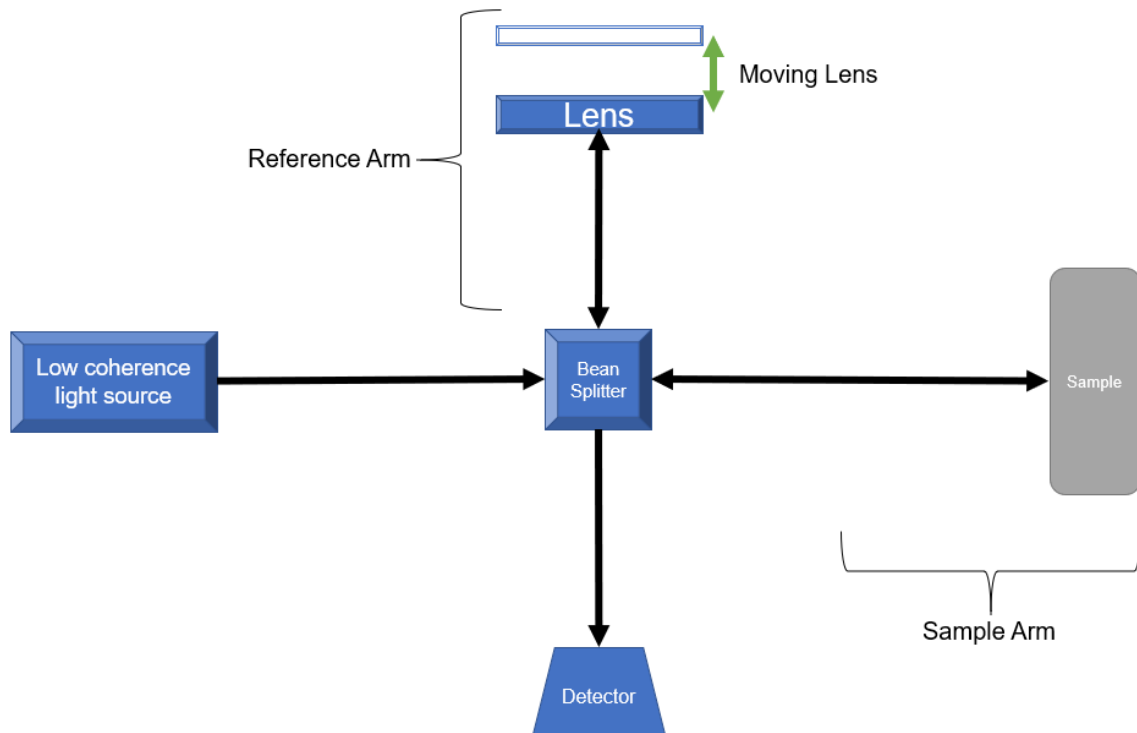 Moving Lens
Lens
Reference Arm
Low coherence
light source
Bean
Splitter
Sample
Sample Arm
Detector